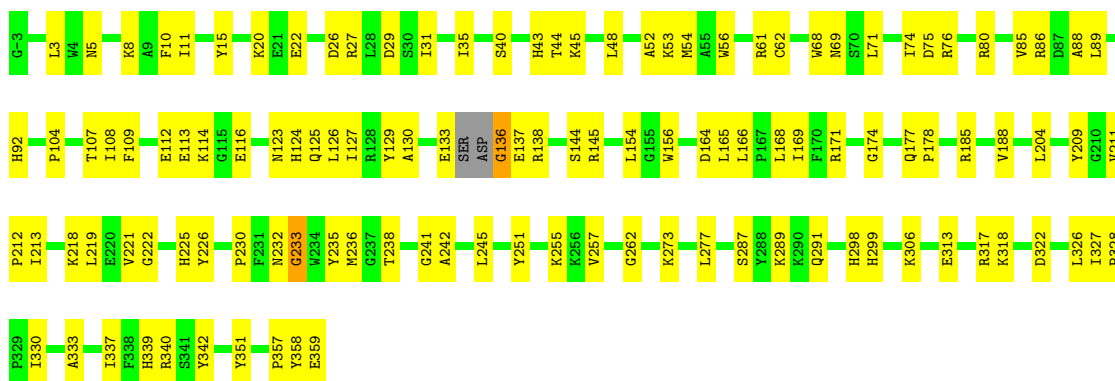 G-3 L3 W4 N5 K8 A9 F10 I11 Y15 K20 E21 E22 D26 R27 L28 D29 S30 I31 I35 S40 H43 T44 K45 L48 A52 K53 M54 A55 W56 R61 C62 W68 N69 S70 L71 I74 D75 R76 R80 V85 R86 D87 A88 L89
H92 P104 T107 I108 F109 E112 E113 K114 G115 E116 N123 H124 Q125 L126 I127 R128 Y129 A130 E133 SER ASP G136 E137 R138 S144 R145 L154 G155 W156 D164 L165 L166 P167 L168 I169 F170 R171 G174 Q177 P178 R185 V188 L204 Y209 G210
P212 I213 K218 L219 E220 V221 G222 H225 Y226 P230 F231 N232 G233 W234 Y235 M236 G237 T238 G241 A242 L245 Y251 K255 K256 V257 G262 K273 L277 S287 Y288 K289 K290 Q291 H298 H299 K306 E313 R317 K318 D322 L326 I327
P329 I330 A333 I337 F338 H339 R340 S341 Y342 Y351 P357 Y358 E359